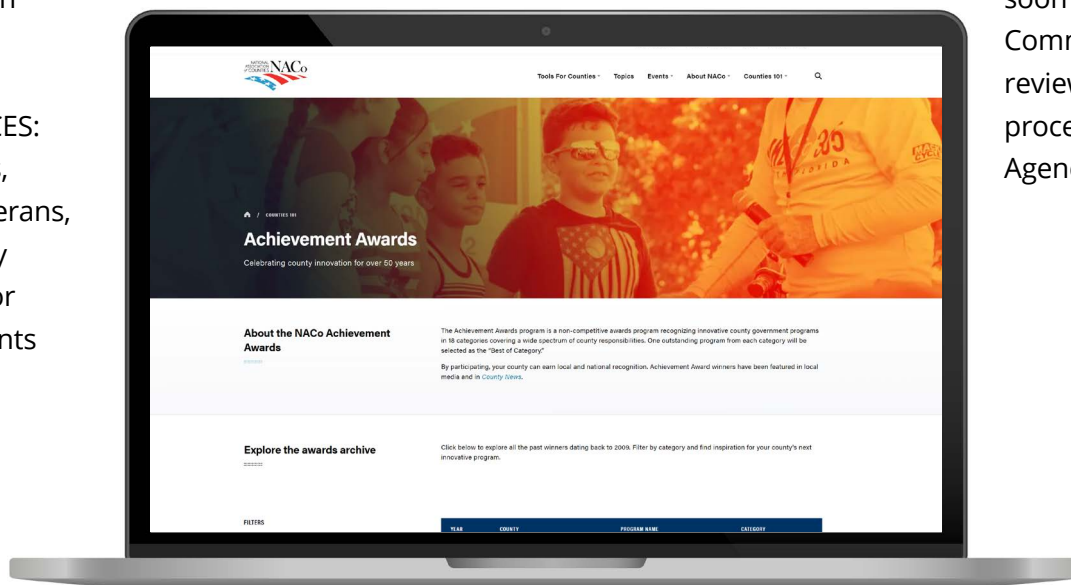 CES:
erans,
y
or
nts
NATIONAL
ASSOCIATION
of COUNTIES
NACo
Tools For Counties
Topics
Events
About NACo
Counties 101
/ COUNTIES 101
Achievement Awards
Celebrating county innovation for over 50 years
FLORIDA
About the NACo Achievement
Awards
The Achievement Awards program is a non-competitive awards program recognizing innovative county government programs
in 18 categories covering a wide spectrum of county responsibilities. One outstanding program from each category will be
selected as the "Best of Category."
By participating, your county can earn local and national recognition. Achievement Award winners have been featured in local
media and in County News.
Explore the awards archive
Click below to explore all the past winners dating back to 2009. Filter by category and find inspiration for your county's next
innovative program.
FILTERS
YEAR
COUNTY
PROGRAM NAME
CATEGORY
soon
Comm
review
proce
Agenc